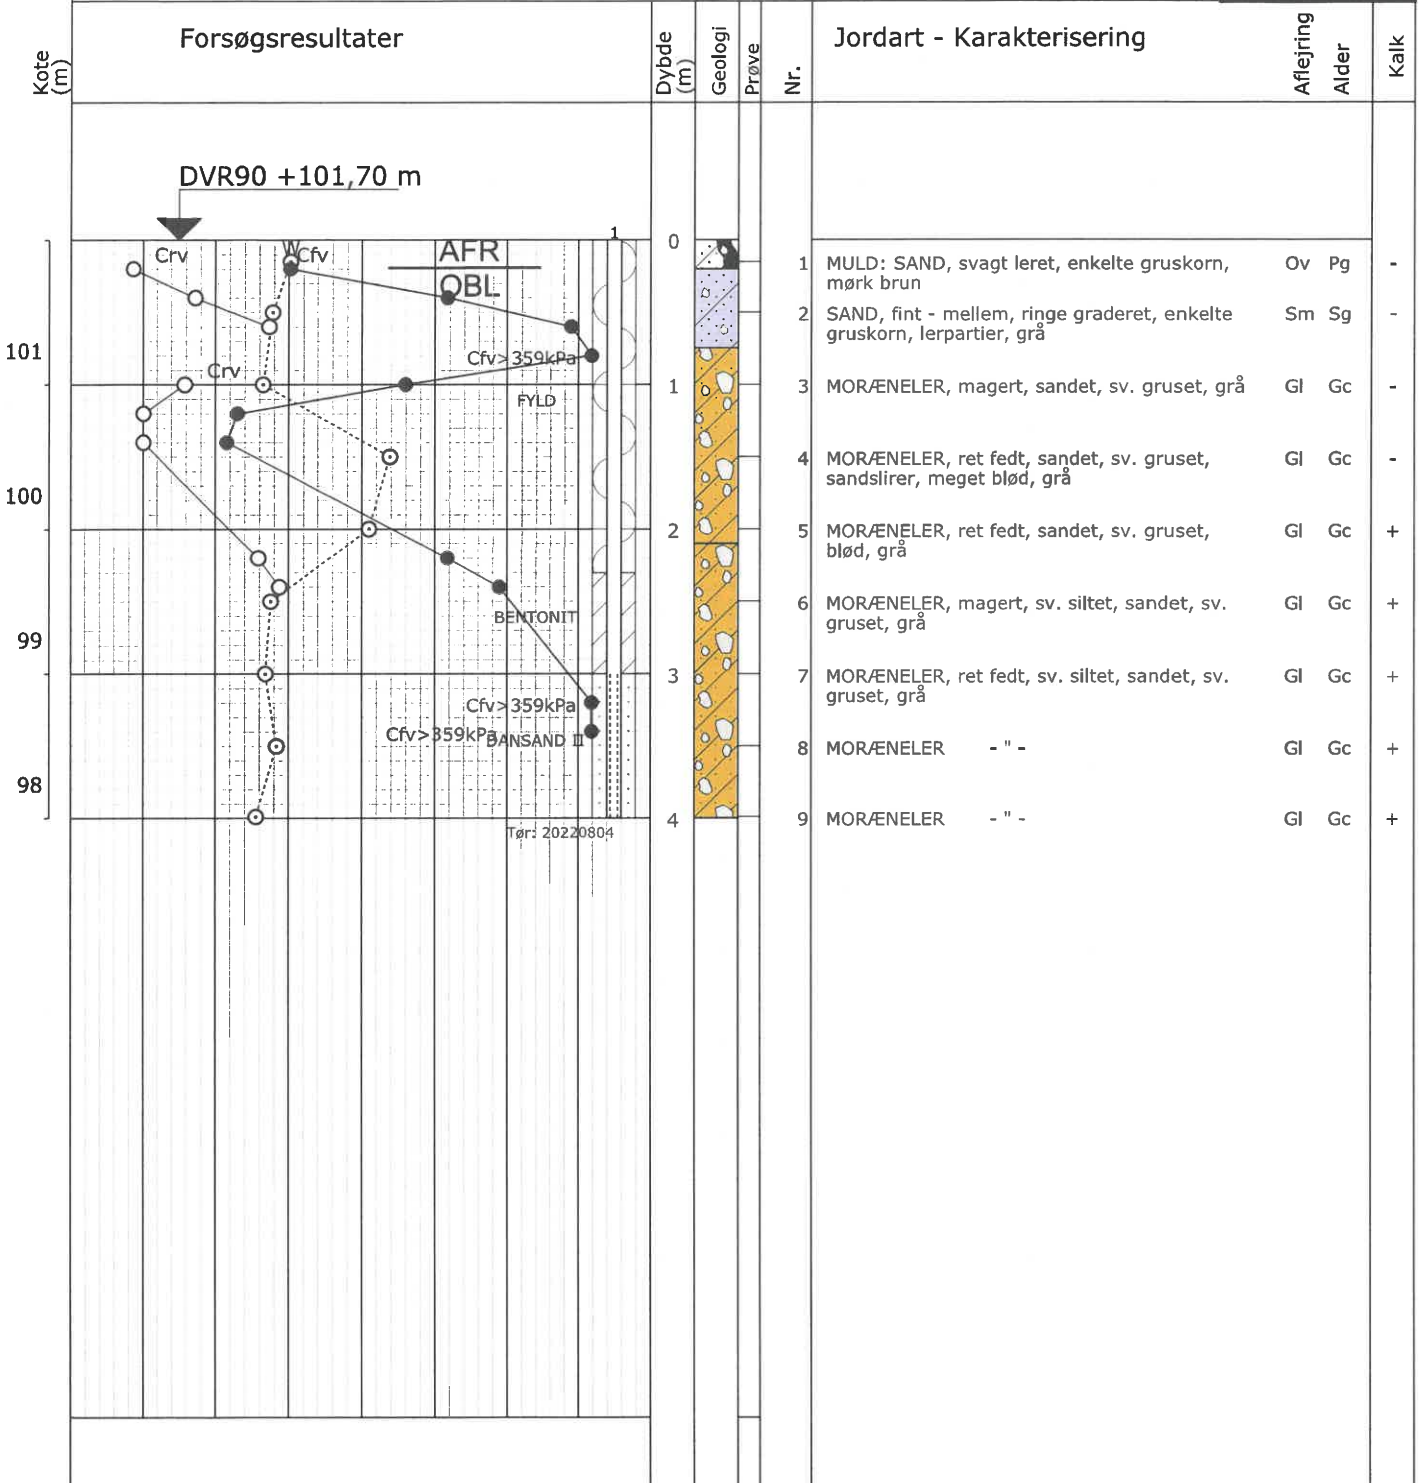 Kote (m)
Forsøgsresultater
Dybde (m)
Geologi
Prøve
Nr.
Jordart - Karakterisering
Aflejring
Alder
Kalk
DVR90 +101,70 m
1
Crv
W
Cfv
AFR
OBL
0
1 MULD: SAND, svagt leret, enkelte gruskorn, Ov Pg -
mørk brun
2 SAND, fint - mellem, ringe graderet, enkelte Sm Sg -
gruskorn, lerpartier, grå
101
Cfv>359kPa
Crv
FYLD
1
3 MORÆNELER, magert, sandet, sv. gruset, grå Gl Gc -
4 MORÆNELER, ret fedt, sandet, sv. gruset, Gl Gc -
sandslirer, meget blød, grå
100
2
5 MORÆNELER, ret fedt, sandet, sv. gruset, Gl Gc +
blød, grå
6 MORÆNELER, magert, sv. siltet, sandet, sv. Gl Gc +
gruset, grå
BENTONIT
99
3
7 MORÆNELER, ret fedt, sv. siltet, sandet, sv. Gl Gc +
gruset, grå
Cfv>359kPa
Cfv>359kPa
DANSAND II
8 MORÆNELER - " - Gl Gc +
98
4
9 MORÆNELER - " - Gl Gc +
Tør: 20220804